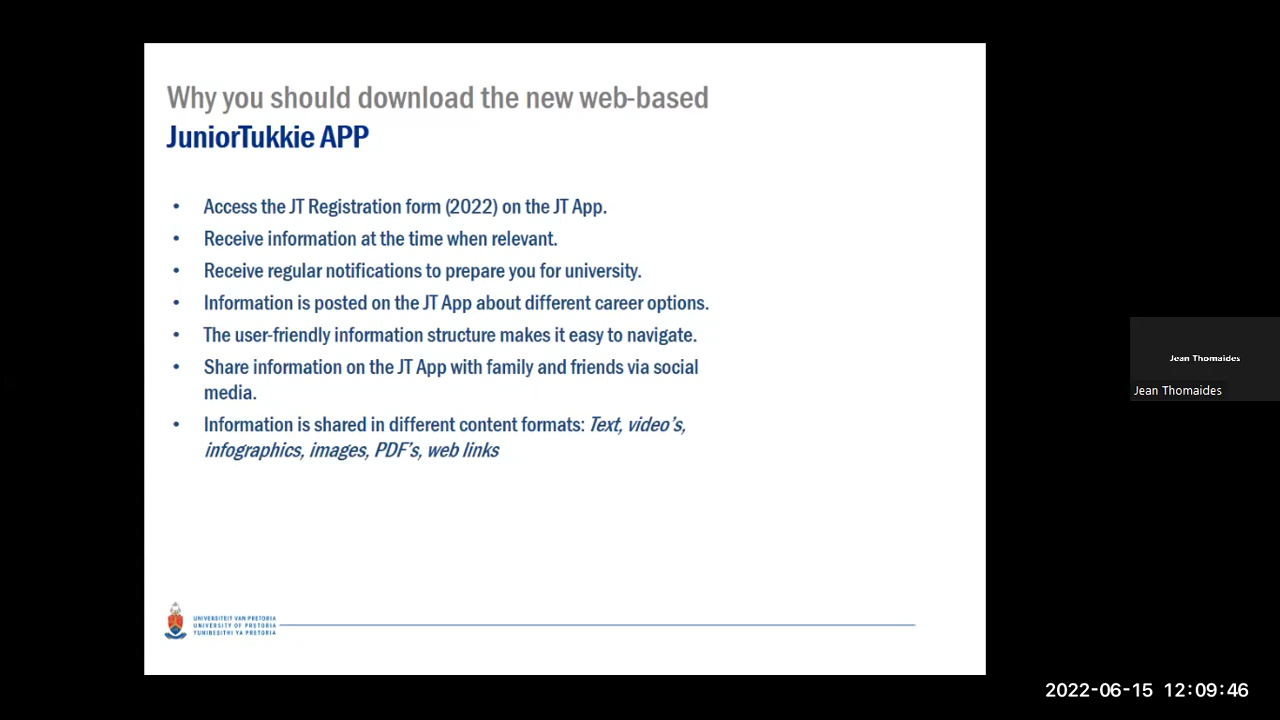 Why you should download the new web-based
JuniorTukkie APP
• Access the JT Registration form (2022) on the JT App.
• Receive information at the time when relevant.
• Receive regular notifications to prepare you for university.
• Information is posted on the JT App about different career options.
• The user-friendly information structure makes it easy to navigate.
• Share information on the JT App with family and friends via social
media.
• Information is shared in different content formats: Text, video's,
infographics, images, PDF's, web links
Jean Thomaides
Jean Thomaides
UNIVERSITEIT VAN PRETORIA
UNIVERSITY OF PRETORIA
YUNIBESITHI YA PRETORIA
2022-06-15 12:09:46